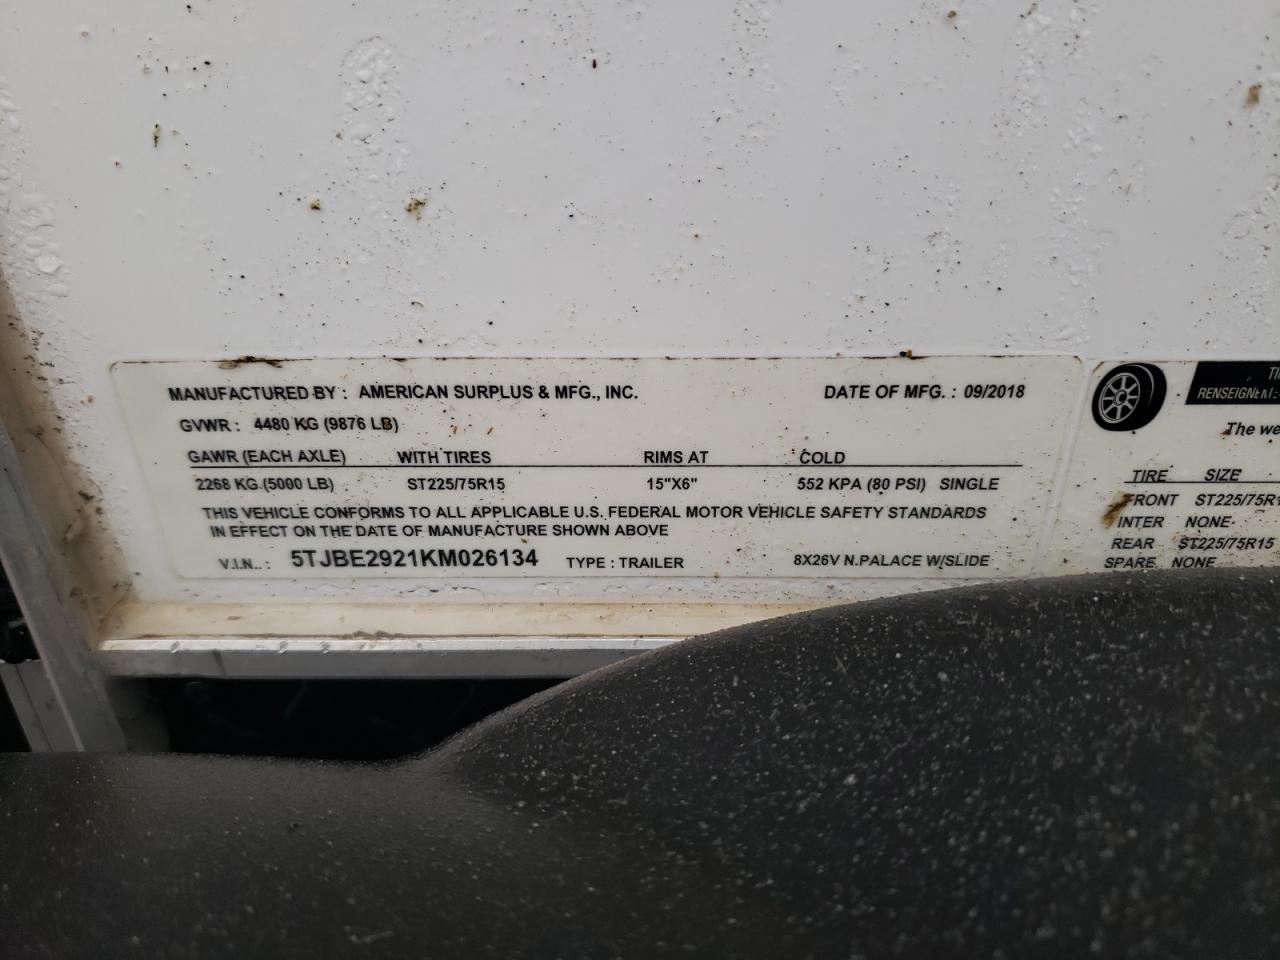 MANUFACTURED BY : AMERICAN SURPLUS & MFG., INC. DATE OF MFG. : 09/2018
GVWR : 4480 KG (9876 LB)
GAWR (EACH AXLE) WITH TIRES RIMS AT COLD
2268 KG (5000 LB) ST225/75R15 15"X6" 552 KPA (80 PSI) SINGLE
THIS VEHICLE CONFORMS TO ALL APPLICABLE U.S. FEDERAL MOTOR VEHICLE SAFETY STANDARDS
IN EFFECT ON THE DATE OF MANUFACTURE SHOWN ABOVE
V.I.N.. : 5TJBE2921KM026134 TYPE : TRAILER 8X26V N.PALACE W/SLIDE
The we
TIRE SIZE
FRONT ST225/75R1
INTER NONE
REAR ST225/75R15
SPARE NONE